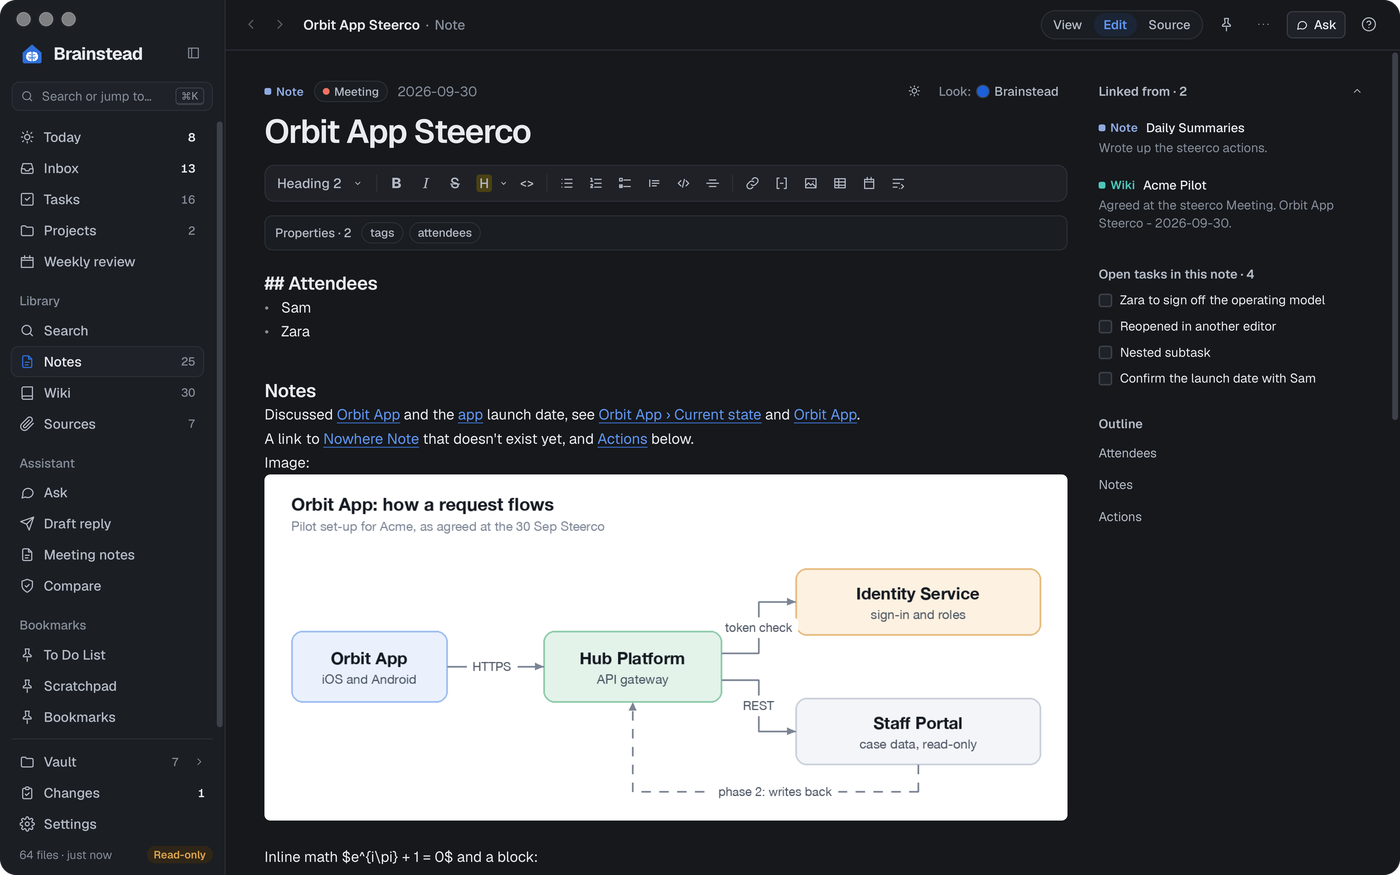 Brainstead
Search or jump to... ⌘K
Today 8
Inbox 13
Tasks 16
Projects 2
Weekly review
Library
Search
Notes 25
Wiki 30
Sources 7
Assistant
Ask
Draft reply
Meeting notes
Compare
Bookmarks
To Do List
Scratchpad
Bookmarks
Vault 7
Changes 1
Settings
64 files · just now Read-only
Orbit App Steerco · Note
View Edit Source ··· Ask
Note Meeting 2026-09-30 Look: Brainstead
Orbit App Steerco
Heading 2 B I S H <>
Properties · 2 tags attendees
## Attendees
• Sam
• Zara
Notes
Discussed Orbit App and the app launch date, see Orbit App › Current state and Orbit App.
A link to Nowhere Note that doesn't exist yet, and Actions below.
Image:
Orbit App: how a request flows
Pilot set-up for Acme, as agreed at the 30 Sep Steerco
Identity Service
sign-in and roles
token check
Orbit App
iOS and Android
HTTPS
Hub Platform
API gateway
REST
Staff Portal
case data, read-only
phase 2: writes back
Inline math $e^{i\pi} + 1 = 0$ and a block:
Linked from · 2
Note Daily Summaries
Wrote up the steerco actions.
Wiki Acme Pilot
Agreed at the steerco Meeting. Orbit App
Steerco - 2026-09-30.
Open tasks in this note · 4
Zara to sign off the operating model
Reopened in another editor
Nested subtask
Confirm the launch date with Sam
Outline
Attendees
Notes
Actions